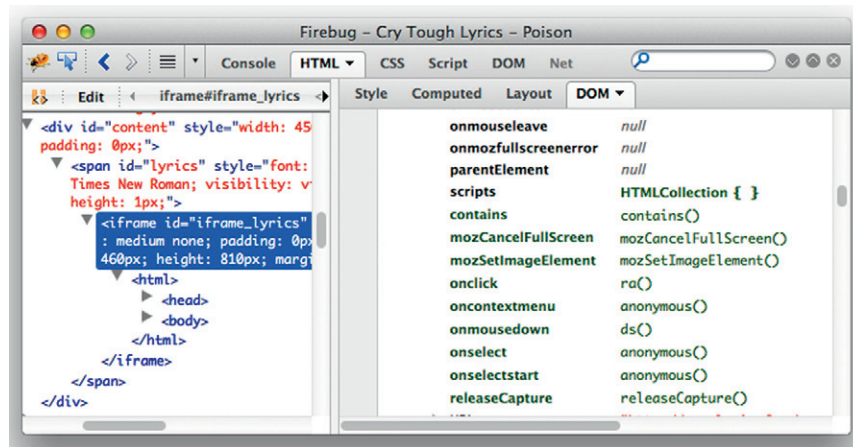 Firebug – Cry Tough Lyrics – Poison
Console HTML CSS Script DOM Net
Edit iframe#iframe_lyrics
Style Computed Layout DOM
<div id="content" style="width: 45
padding: 0px;">
<span id="lyrics" style="font:
Times New Roman; visibility: v
height: 1px;">
<iframe id="iframe_lyrics"
: medium none; padding: 0px
460px; height: 810px; margi
<html>
<head>
<body>
</html>
</iframe>
</span>
</div>
onmouseleave null
onmozfullscreenerror null
parentElement null
scripts HTMLCollection { }
contains contains()
mozCancelFullScreen mozCancelFullScreen()
mozSetImageElement mozSetImageElement()
onclick ra()
oncontextmenu anonymous()
onmousedown ds()
onselect anonymous()
onselectstart anonymous()
releaseCapture releaseCapture()